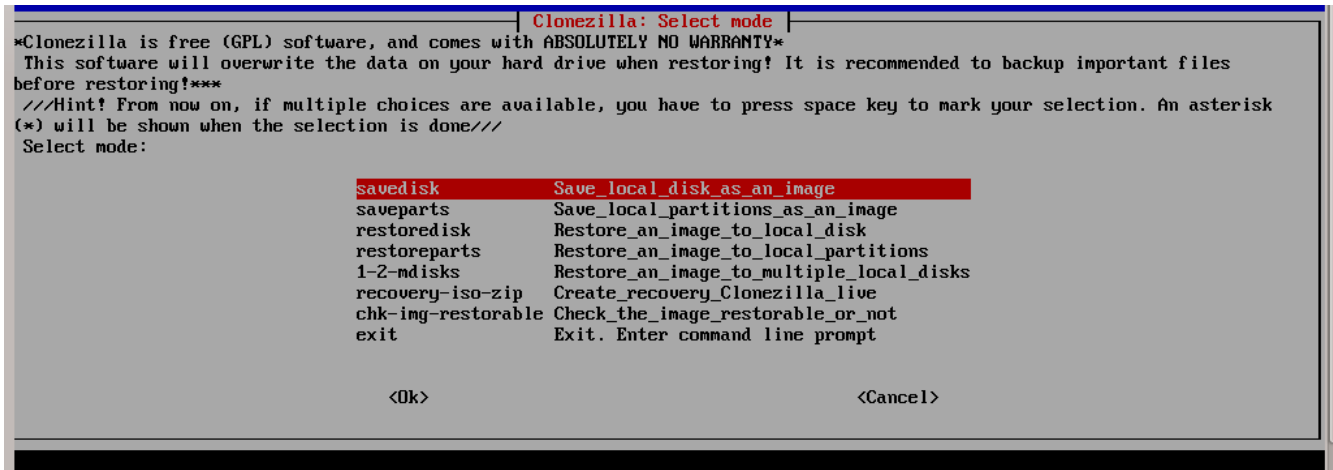 Clonezilla: Select mode
*Clonezilla is free (GPL) software, and comes with ABSOLUTELY NO WARRANTY*
This software will overwrite the data on your hard drive when restoring! It is recommended to backup important files
before restoring!***
///Hint! From now on, if multiple choices are available, you have to press space key to mark your selection. An asterisk
(*) will be shown when the selection is done///
Select mode:
savedisk Save_local_disk_as_an_image
saveparts Save_local_partitions_as_an_image
restoredisk Restore_an_image_to_local_disk
restoreparts Restore_an_image_to_local_partitions
1-2-mdisks Restore_an_image_to_multiple_local_disks
recovery-iso-zip Create_recovery_Clonezilla_live
chk-img-restorable Check_the_image_restorable_or_not
exit Exit. Enter command line prompt
<Ok> <Cancel>